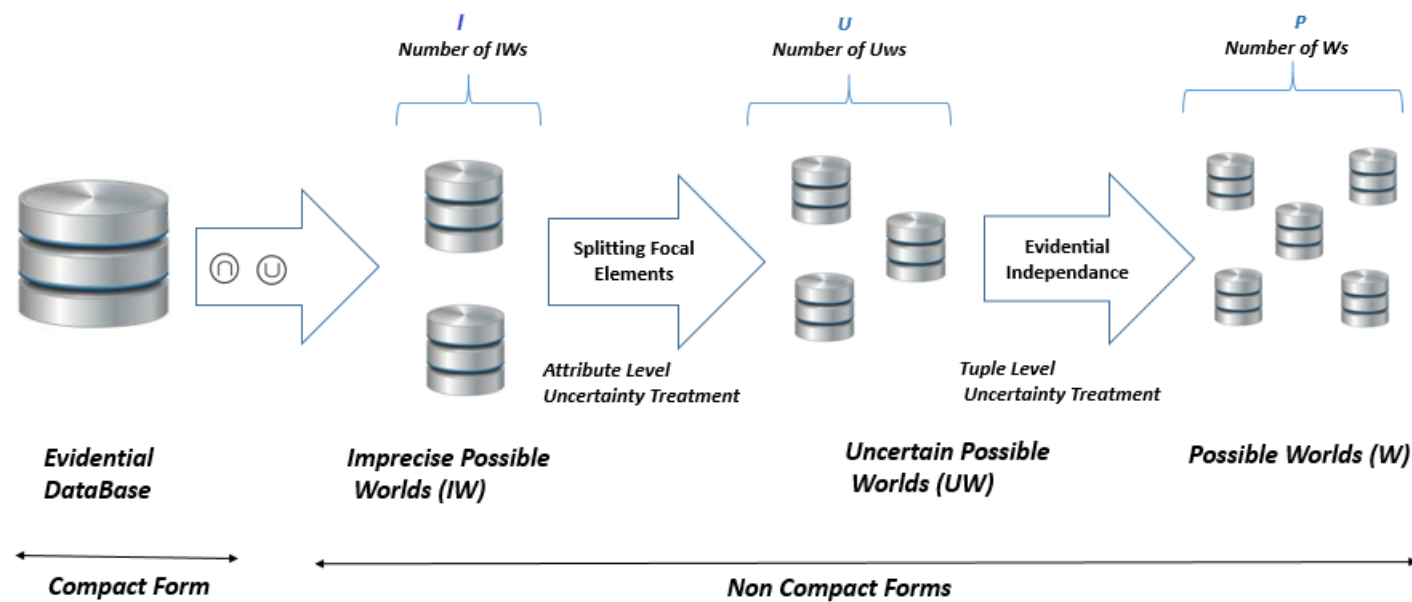 I
Number of IWs
U
Number of Uws
P
Number of Ws
∩ ∪
Splitting Focal
Elements
Evidential
Independance
Attribute Level
Uncertainty Treatment
Tuple Level
Uncertainty Treatment
Evidential
DataBase
Imprecise Possible
Worlds (IW)
Uncertain Possible
Worlds (UW)
Possible Worlds (W)
Compact Form
Non Compact Forms